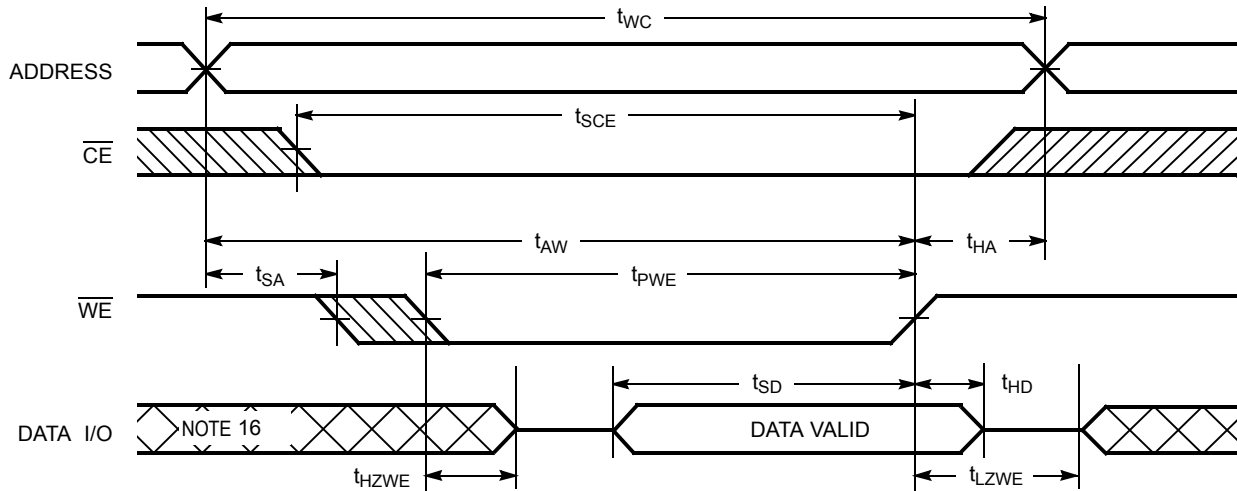 tWC
ADDRESS
tSCE
CE
tAW
tHA
tSA
tPWE
WE
tSD
tHD
DATA I/O
NOTE 16
DATA VALID
tHZWE
tLZWE